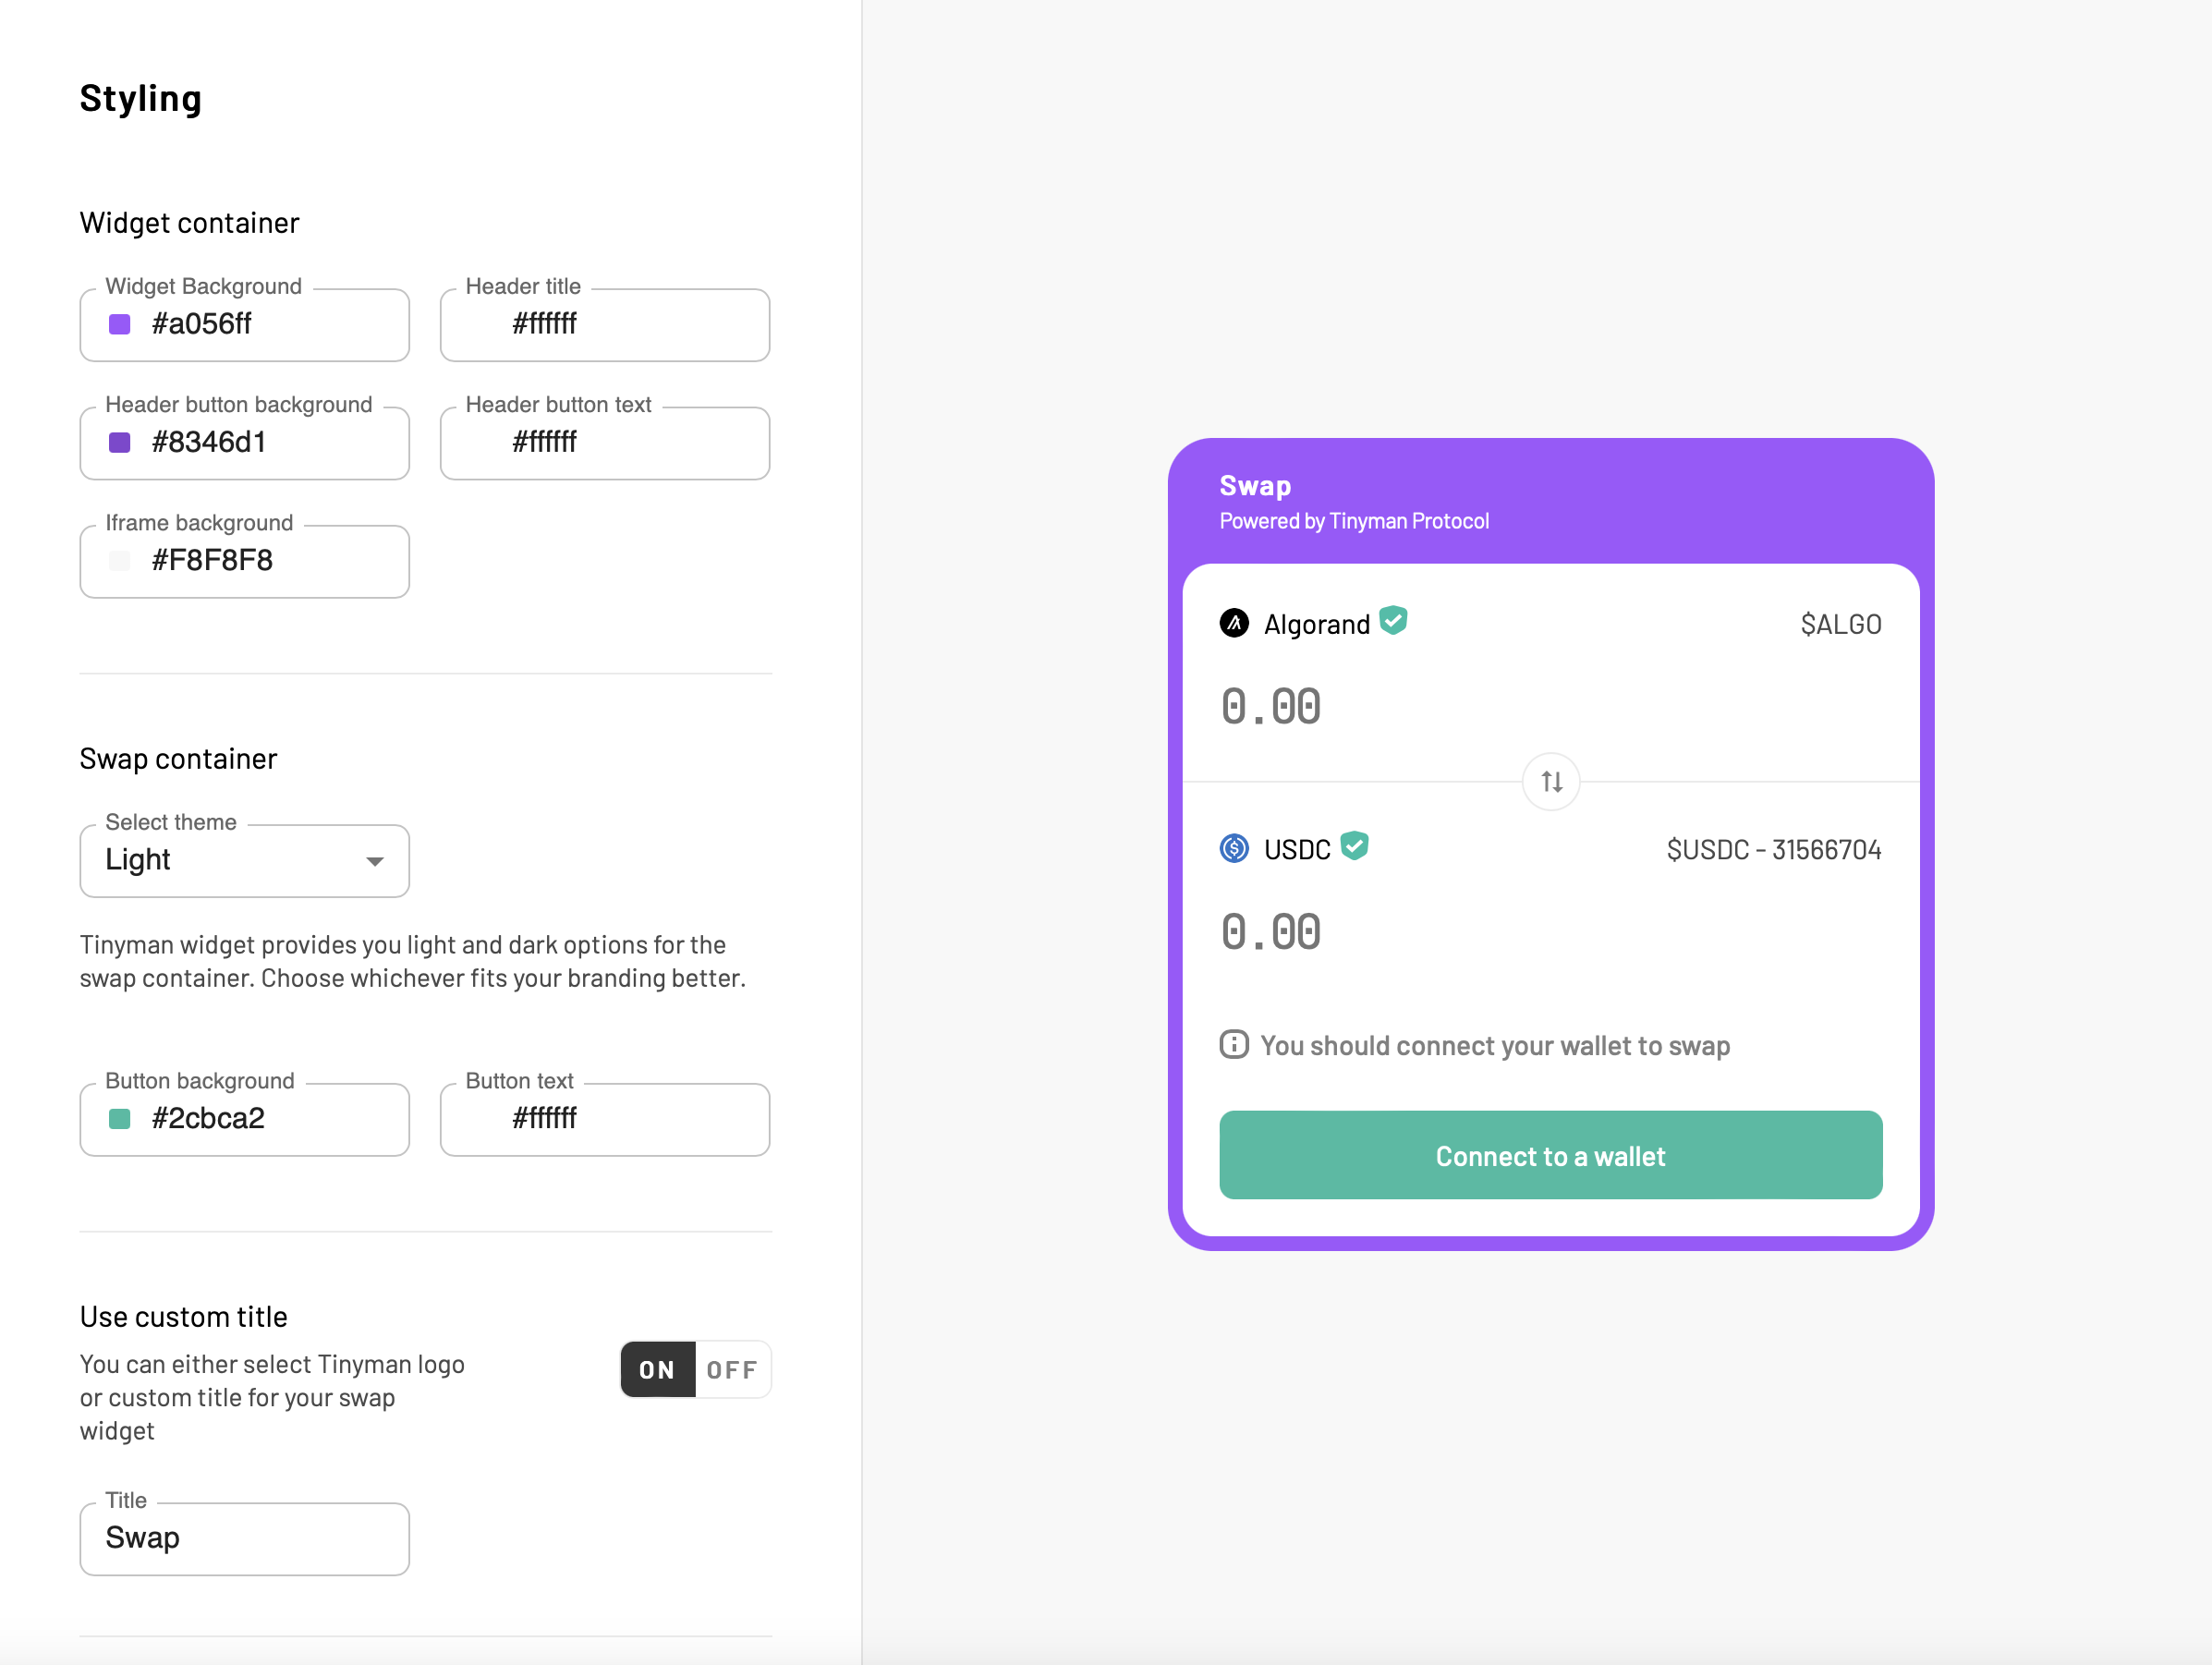 Styling
Widget container
Widget Background
#a056ff
Header title
#ffffff
Header button background
#8346d1
Header button text
#ffffff
Iframe background
#F8F8F8
Swap container
Select theme
Light
Tinyman widget provides you light and dark options for the
swap container. Choose whichever fits your branding better.
Button background
#2cbca2
Button text
#ffffff
Use custom title
You can either select Tinyman logo
or custom title for your swap
widget
ON OFF
Title
Swap
Swap
Powered by Tinyman Protocol
Algorand
$ALGO
0.00
USDC
$USDC - 31566704
0.00
You should connect your wallet to swap
Connect to a wallet